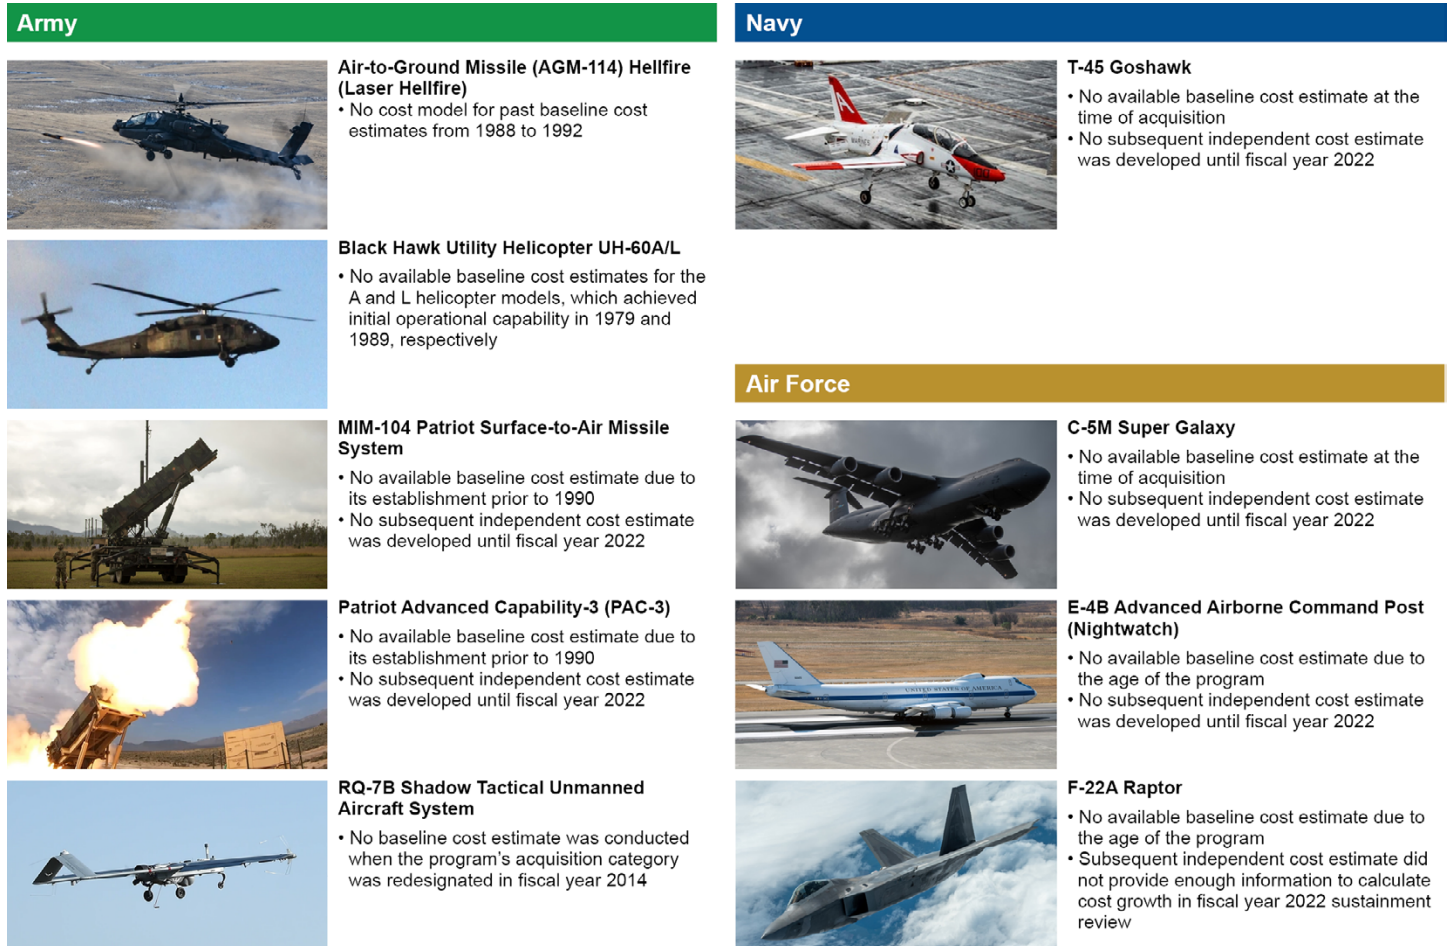 Army
Air-to-Ground Missile (AGM-114) Hellfire
(Laser Hellfire)
• No cost model for past baseline cost
estimates from 1988 to 1992
Black Hawk Utility Helicopter UH-60A/L
• No available baseline cost estimates for the
A and L helicopter models, which achieved
initial operational capability in 1979 and
1989, respectively
MIM-104 Patriot Surface-to-Air Missile
System
• No available baseline cost estimate due to
its establishment prior to 1990
• No subsequent independent cost estimate
was developed until fiscal year 2022
Patriot Advanced Capability-3 (PAC-3)
• No available baseline cost estimate due to
its establishment prior to 1990
• No subsequent independent cost estimate
was developed until fiscal year 2022
RQ-7B Shadow Tactical Unmanned
Aircraft System
• No baseline cost estimate was conducted
when the program's acquisition category
was redesignated in fiscal year 2014
Navy
T-45 Goshawk
• No available baseline cost estimate at the
time of acquisition
• No subsequent independent cost estimate
was developed until fiscal year 2022
Air Force
C-5M Super Galaxy
• No available baseline cost estimate at the
time of acquisition
• No subsequent independent cost estimate
was developed until fiscal year 2022
E-4B Advanced Airborne Command Post
(Nightwatch)
• No available baseline cost estimate due to
the age of the program
• No subsequent independent cost estimate
was developed until fiscal year 2022
UNITED STATES OF AMERICA
F-22A Raptor
• No available baseline cost estimate due to
the age of the program
• Subsequent independent cost estimate did
not provide enough information to calculate
cost growth in fiscal year 2022 sustainment
review